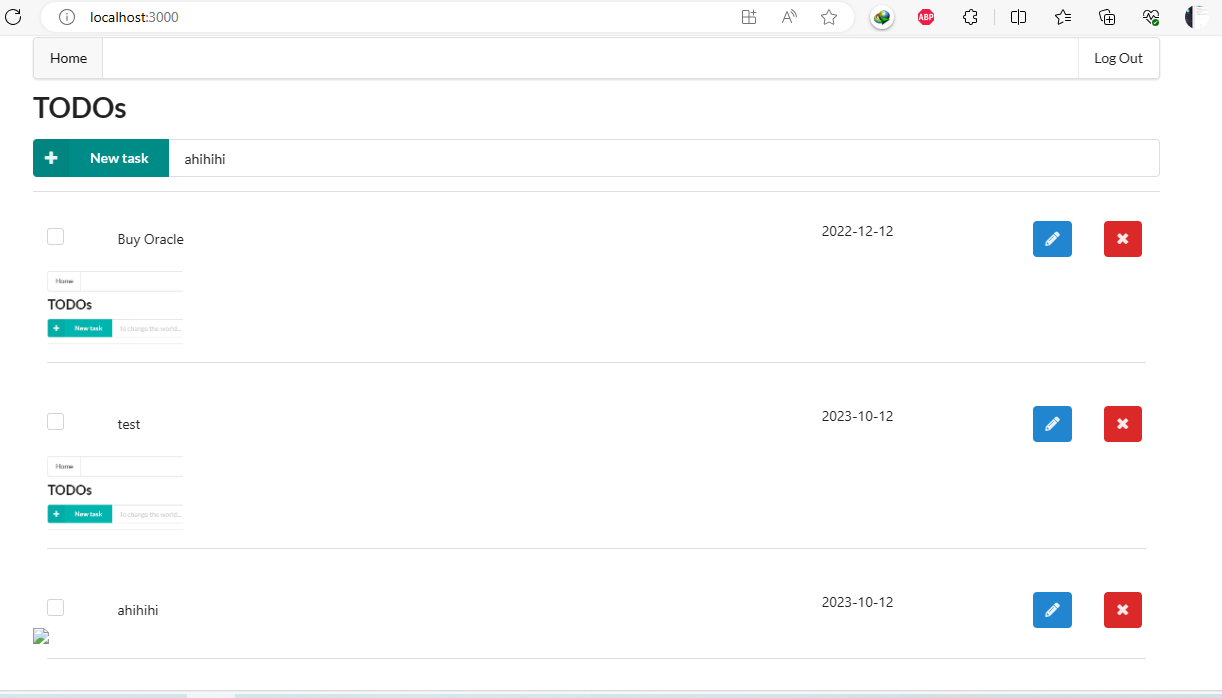 localhost:3000
A
ABP
Home
Log Out
TODOs
New task
ahihihi
Buy Oracle
2022-12-12
Home
TODOs
New task
To change the world...
test
2023-10-12
Home
TODOs
New task
To change the world...
ahihihi
2023-10-12